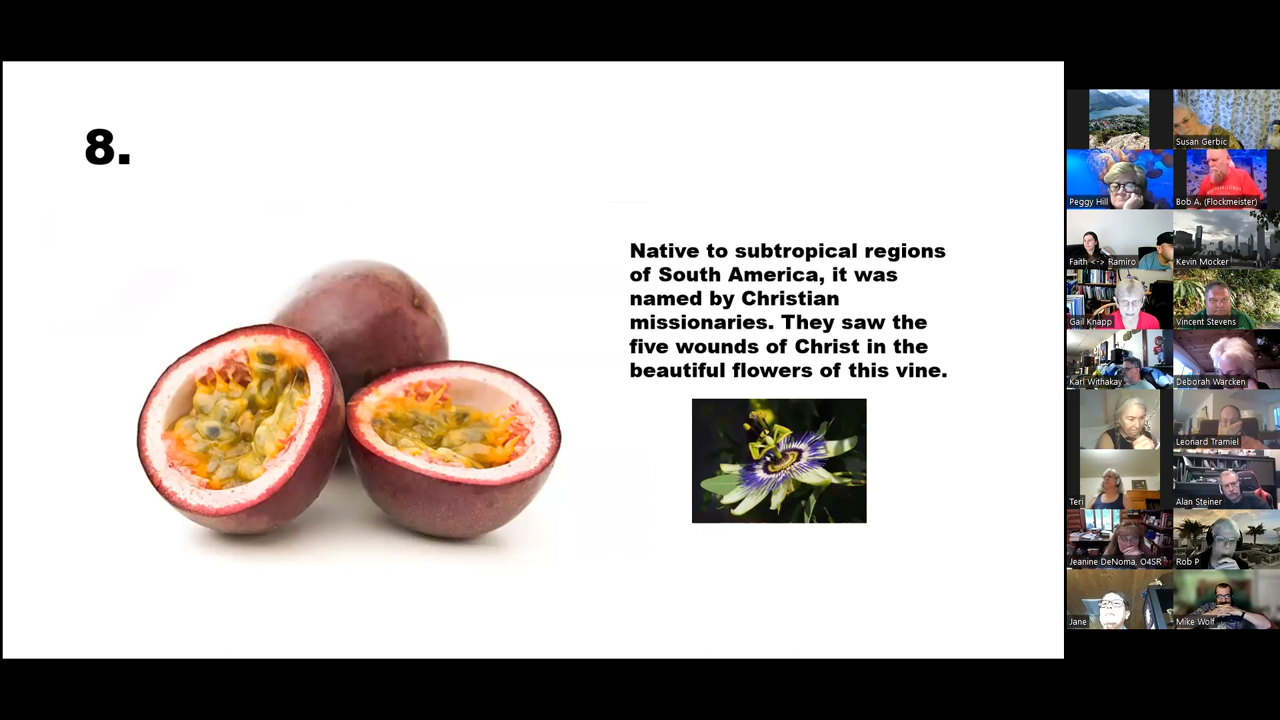 8.
Native to subtropical regions
of South America, it was
named by Christian
missionaries. They saw the
five wounds of Christ in the
beautiful flowers of this vine.
Susan Gerbic
Peggy Hill
Bob A. (Flockmeister)
Faith <-> Ramiro
Kevin Mocker
Gail Knapp
Vincent Stevens
Karl Withakay
Deborah Warcken
Leonard Tramiel
Teri
Alan Steiner
Jeanine DeNoma, O4SR
Rob P
Jane
Mike Wolf